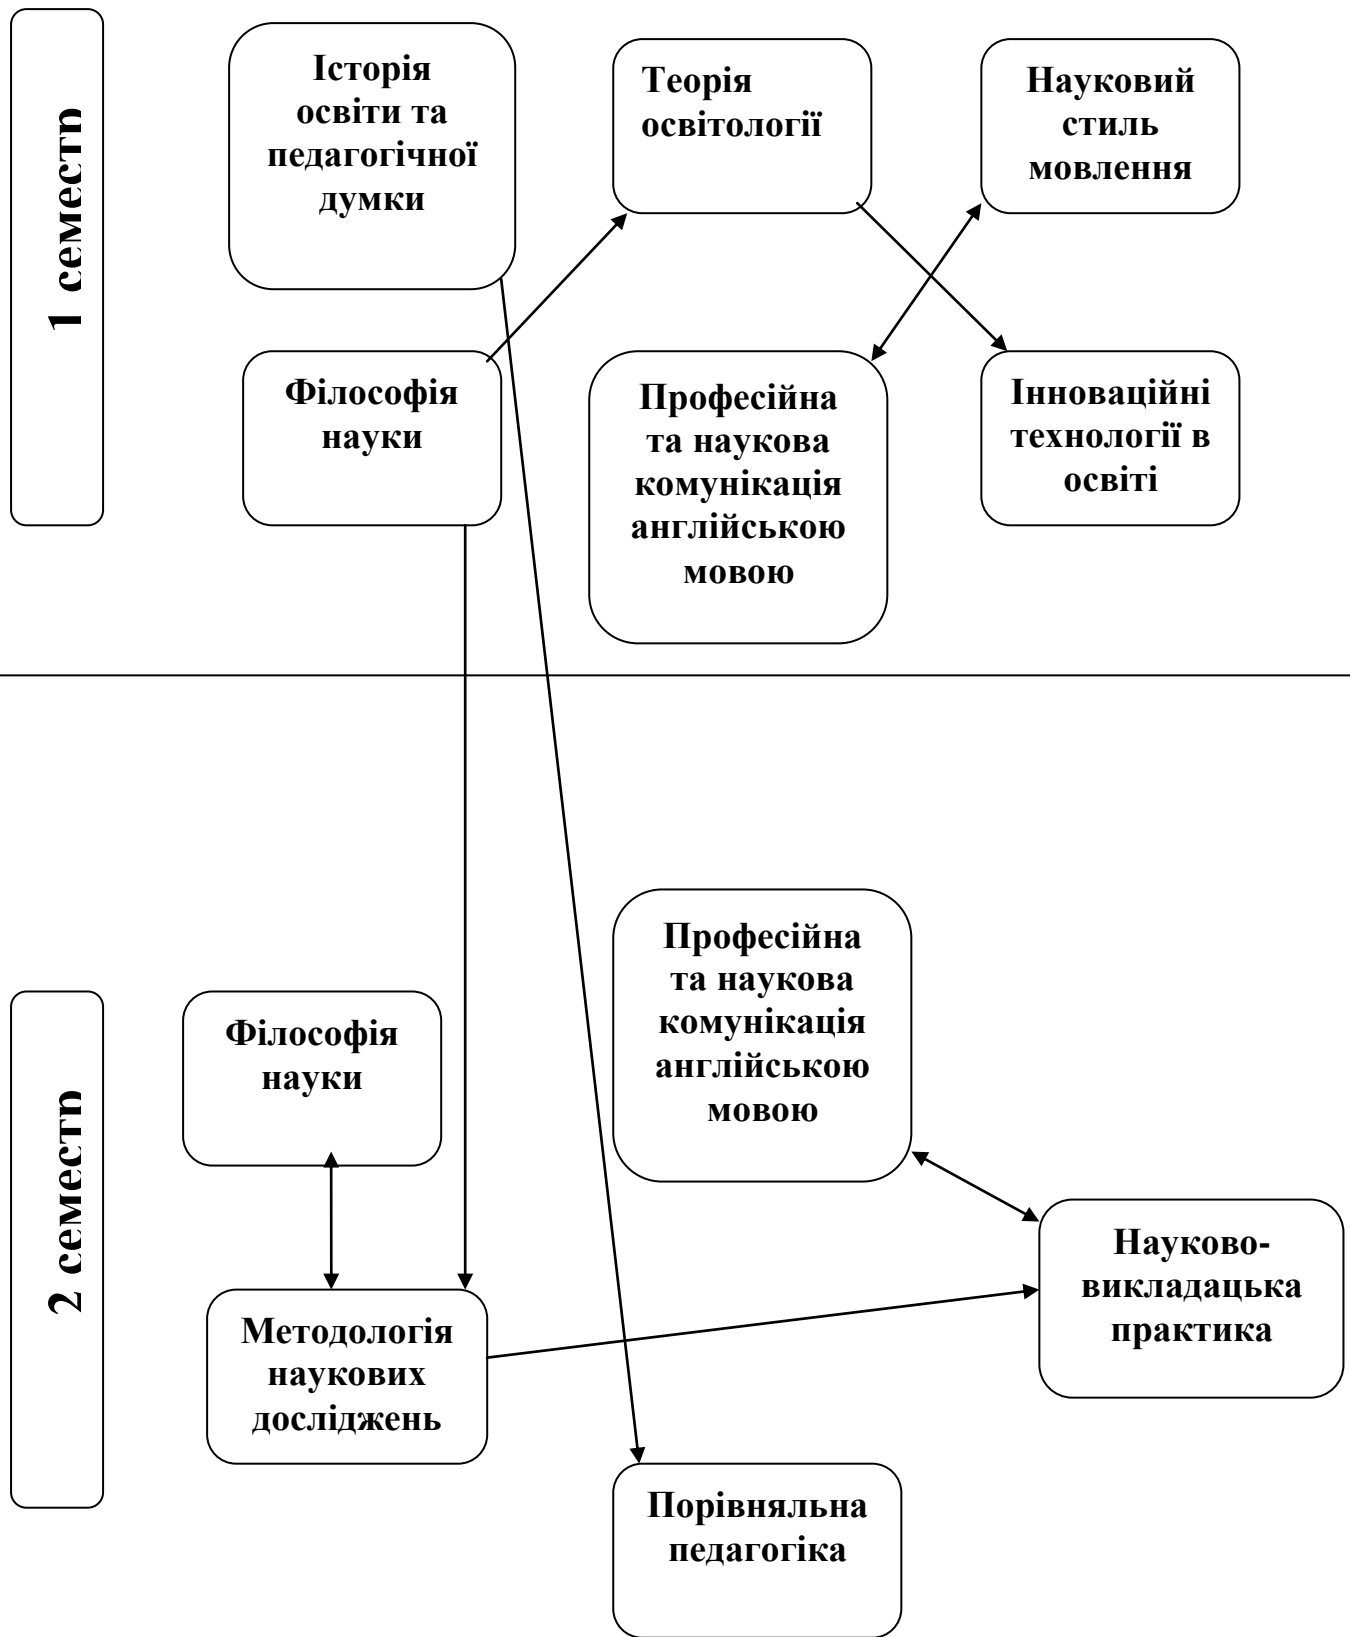 1 семестр
Історія
освіти та
педагогічної
думки
Теорія
освітології
Науковий
стиль
мовлення
Філософія
науки
Професійна
та наукова
комунікація
англійською
мовою
Інноваційні
технології в
освіті
2 семестр
Філософія
науки
Професійна
та наукова
комунікація
англійською
мовою
Науково-
викладацька
практика
Методологія
наукових
досліджень
Порівняльна
педагогіка